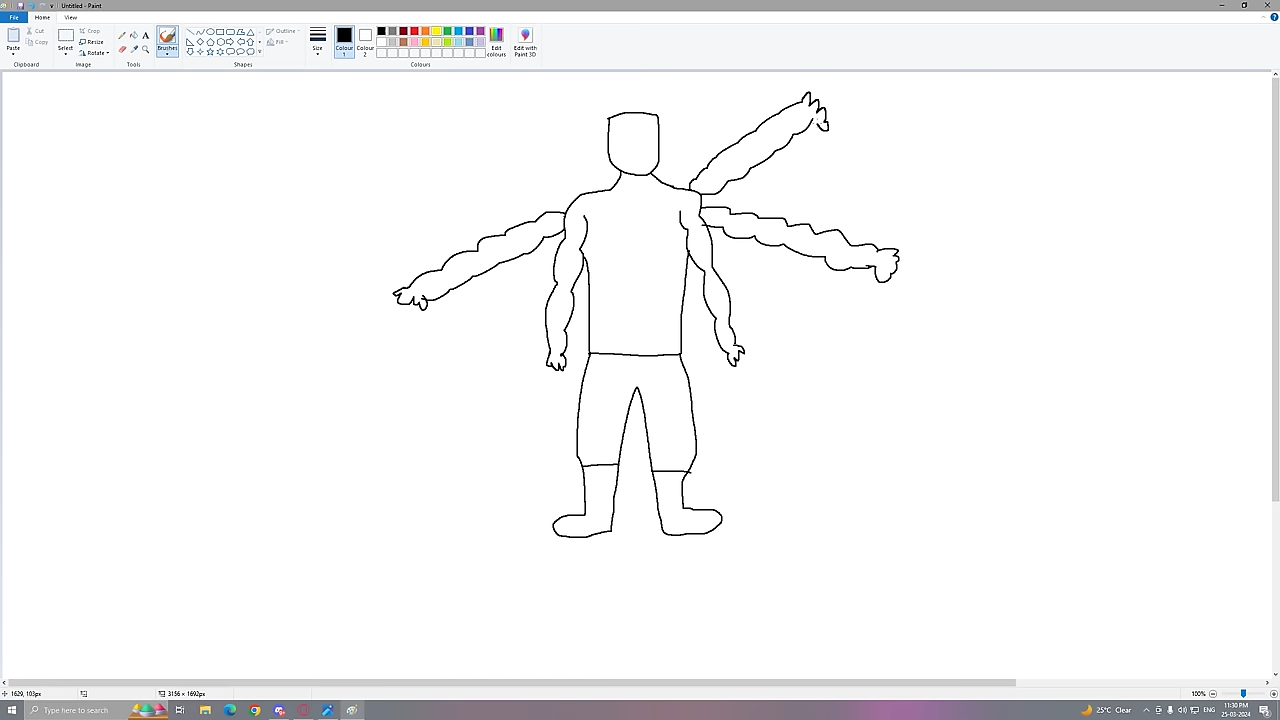 Untitled - Paint
File Home View
Paste
Cut
Copy
Clipboard
Select
Crop
Resize
Rotate
Image
Tools
Brushes
Shapes
Outline
Fill
Size
Colour 1
Colour 2
Colours
Edit colours
Edit with Paint 3D
1629, 103px
3156 × 1692px
100%
Type here to search
25°C Clear
ENG
11:30 PM
25-03-2024